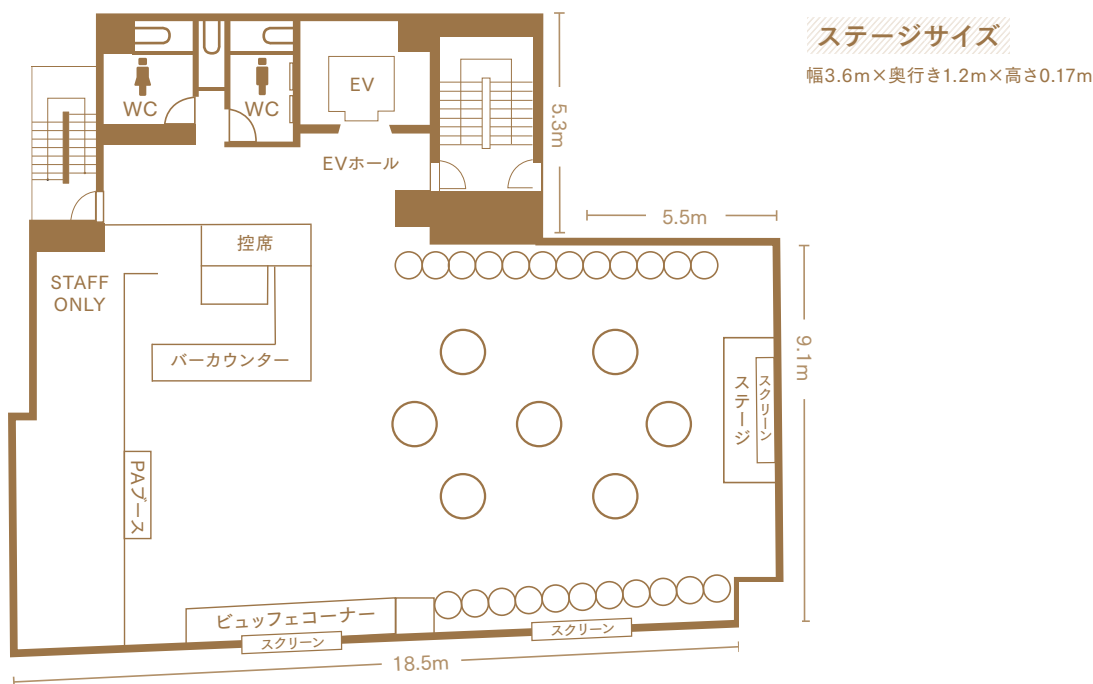 ステージサイズ
幅3.6m×奥行き1.2m×高さ0.17m
WC
WC
EV
5.3m
EVホール
5.5m
控席
STAFF
ONLY
バーカウンター
9.1m
ステージ
スクリーン
PAブース
ビュッフェコーナー
スクリーン
スクリーン
18.5m